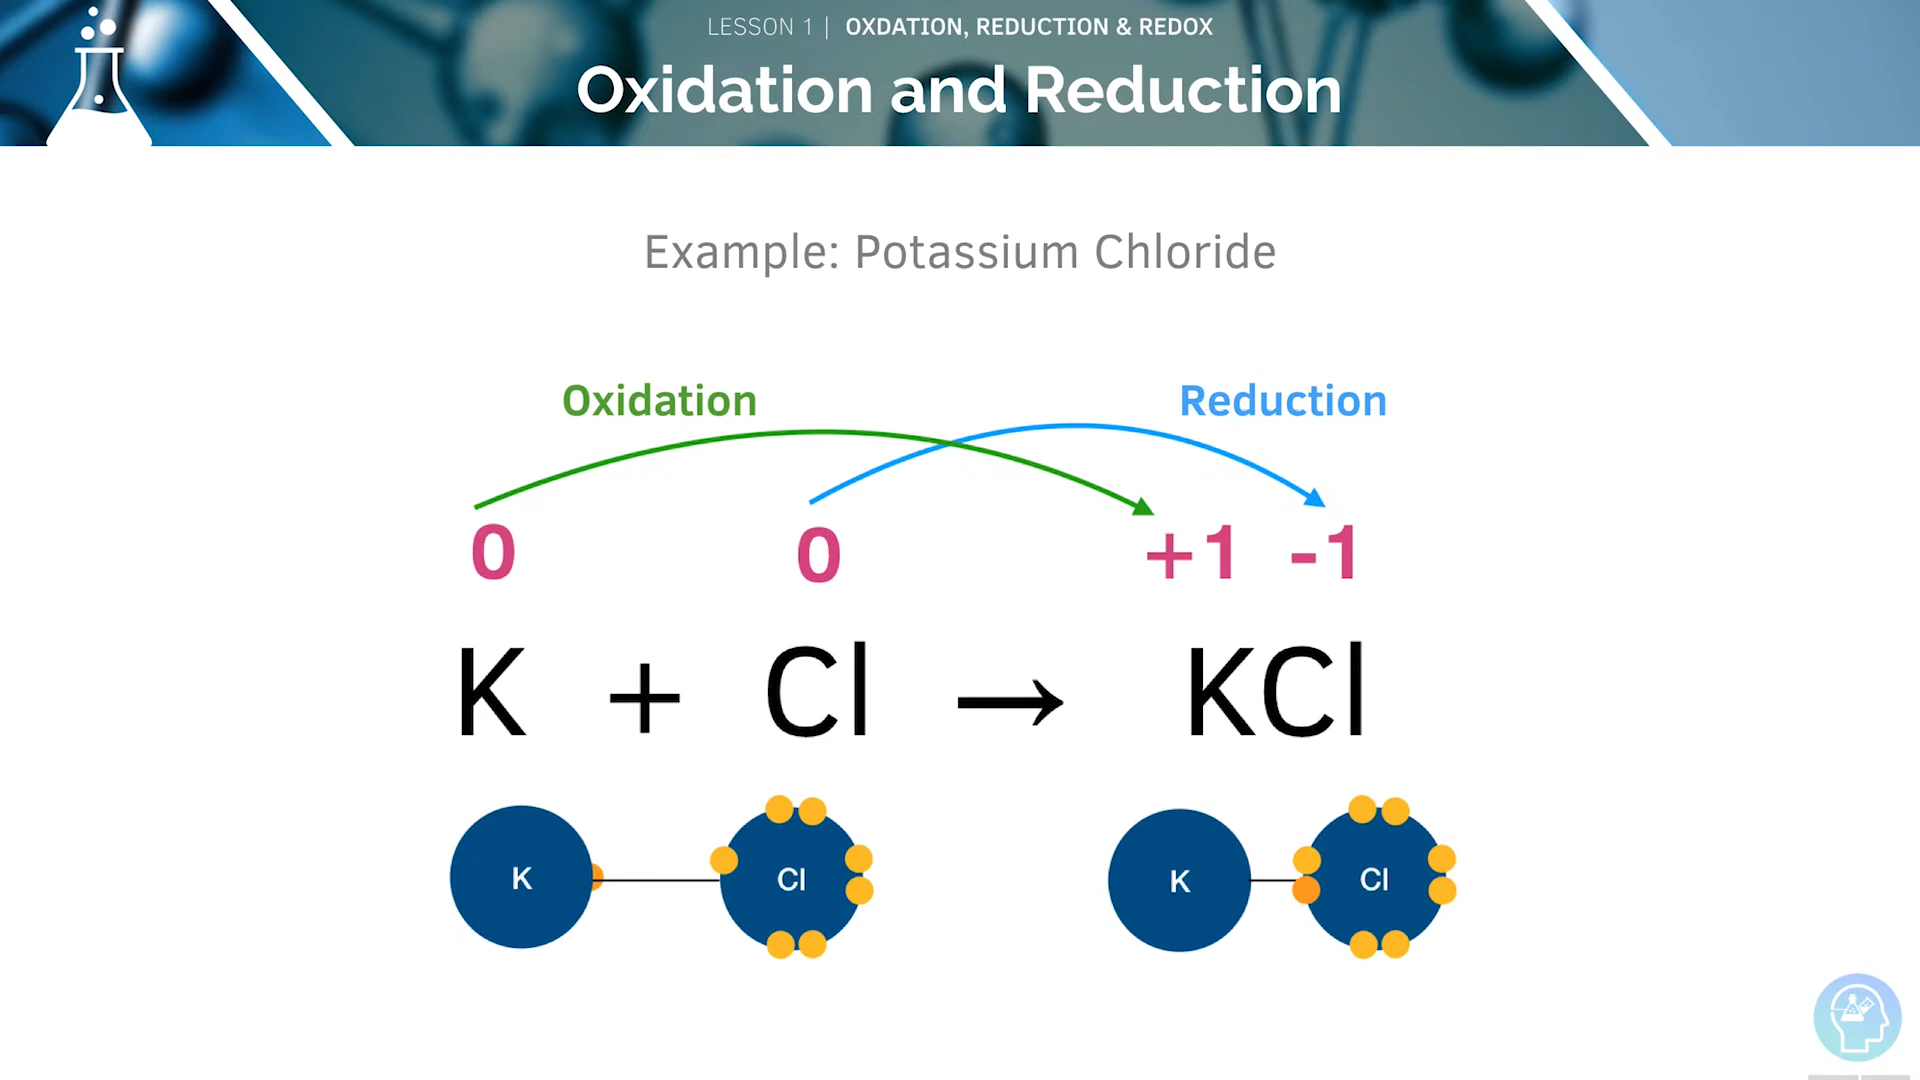 LESSON 1 | OXDATION, REDUCTION & REDOX
Oxidation and Reduction
Example: Potassium Chloride
Oxidation Reduction
0 0 +1 -1
K + Cl → KCl
K Cl K Cl